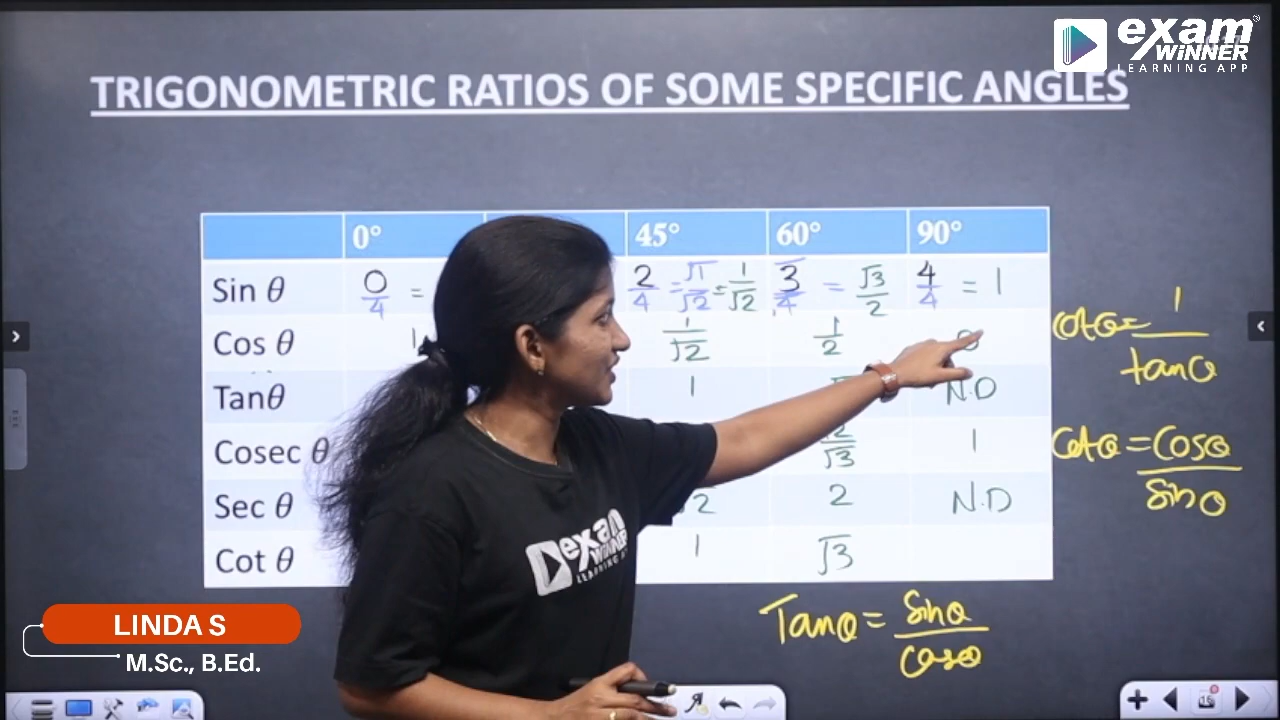 exam
WINNER
LEARNING APP
TRIGONOMETRIC RATIOS OF SOME SPECIFIC ANGLES
0° 45° 60° 90°
Sin θ 0/4 = 2/4 = √1/√2 = 1/√2 3/4 = √3/2 4/4 = 1
Cos θ 1 1/√2 1/2 0
Tanθ 1 N.D
Cosec θ 2/√3 1
Sec θ √2 2 N.D
Cot θ 1 √3
cotθ = 1/tanθ
cotθ = cosθ/sinθ
Tanθ = sinθ/cosθ
exam
WINNER
LINDA S
M.Sc., B.Ed.